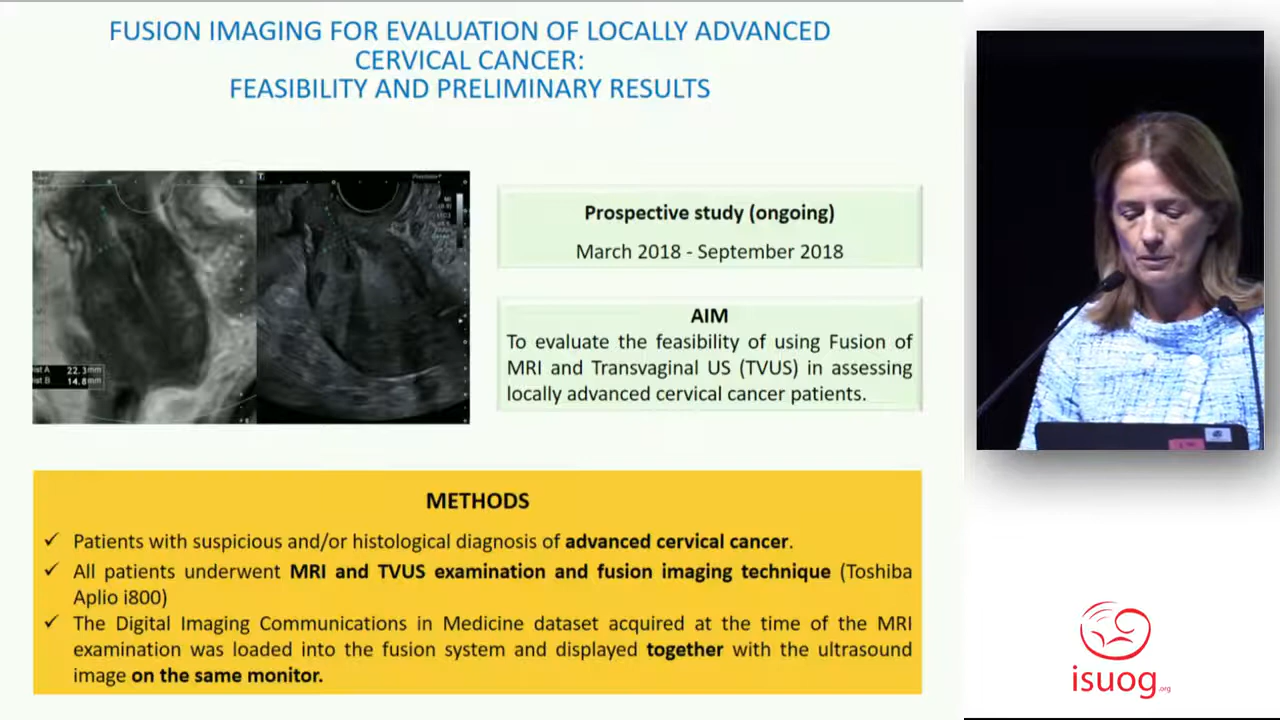 FUSION IMAGING FOR EVALUATION OF LOCALLY ADVANCED
CERVICAL CANCER:
FEASIBILITY AND PRELIMINARY RESULTS
Prospective study (ongoing)
March 2018 - September 2018
AIM
To evaluate the feasibility of using Fusion of
MRI and Transvaginal US (TVUS) in assessing
locally advanced cervical cancer patients.
22.3mm
14.8mm
METHODS
✓ Patients with suspicious and/or histological diagnosis of advanced cervical cancer.
✓ All patients underwent MRI and TVUS examination and fusion imaging technique (Toshiba
Aplio i800)
✓ The Digital Imaging Communications in Medicine dataset acquired at the time of the MRI
examination was loaded into the fusion system and displayed together with the ultrasound
image on the same monitor.
isuog.org